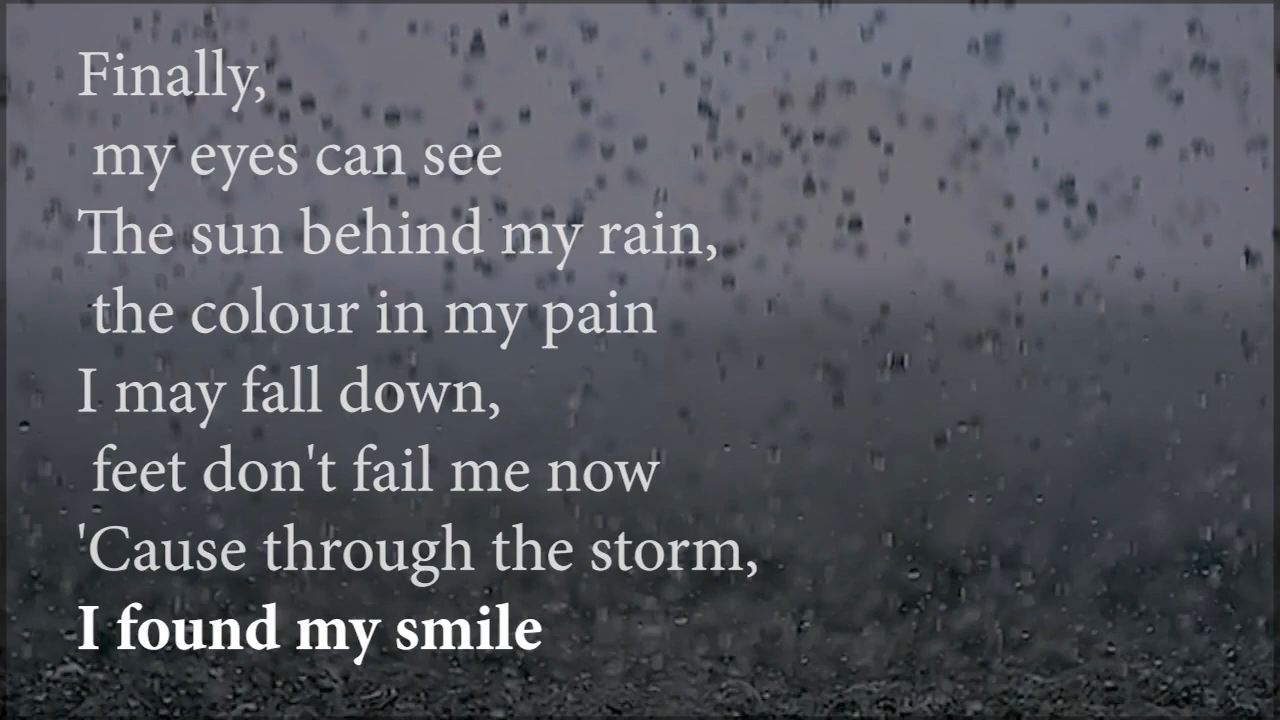 Finally,
my eyes can see
The sun behind my rain,
the colour in my pain
I may fall down,
feet don't fail me now
'Cause through the storm,
I found my smile